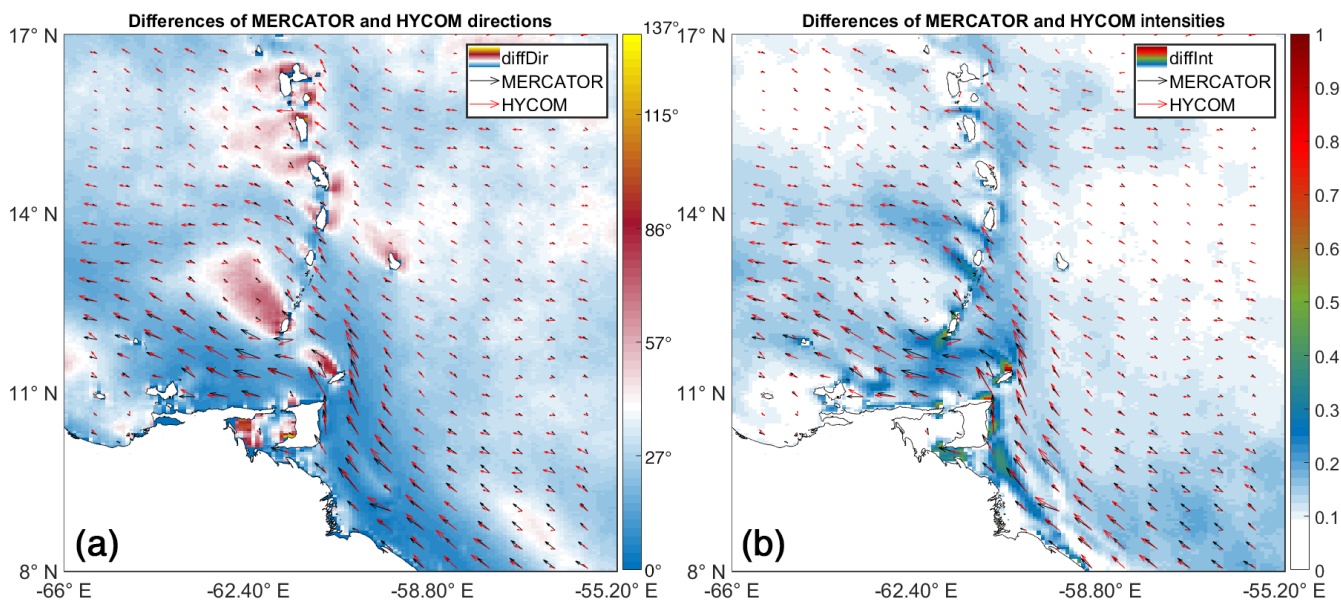 Differences of MERCATOR and HYCOM directions
17° N
14° N
11° N
8° N
-66° E
-62.40° E
-58.80° E
-55.20° E
diffDir
MERCATOR
HYCOM
(a)
137°
115°
86°
57°
27°
0°
Differences of MERCATOR and HYCOM intensities
17° N
14° N
11° N
8° N
-66° E
-62.40° E
-58.80° E
-55.20° E
diffInt
MERCATOR
HYCOM
(b)
1
0.9
0.8
0.7
0.6
0.5
0.4
0.3
0.2
0.1
0